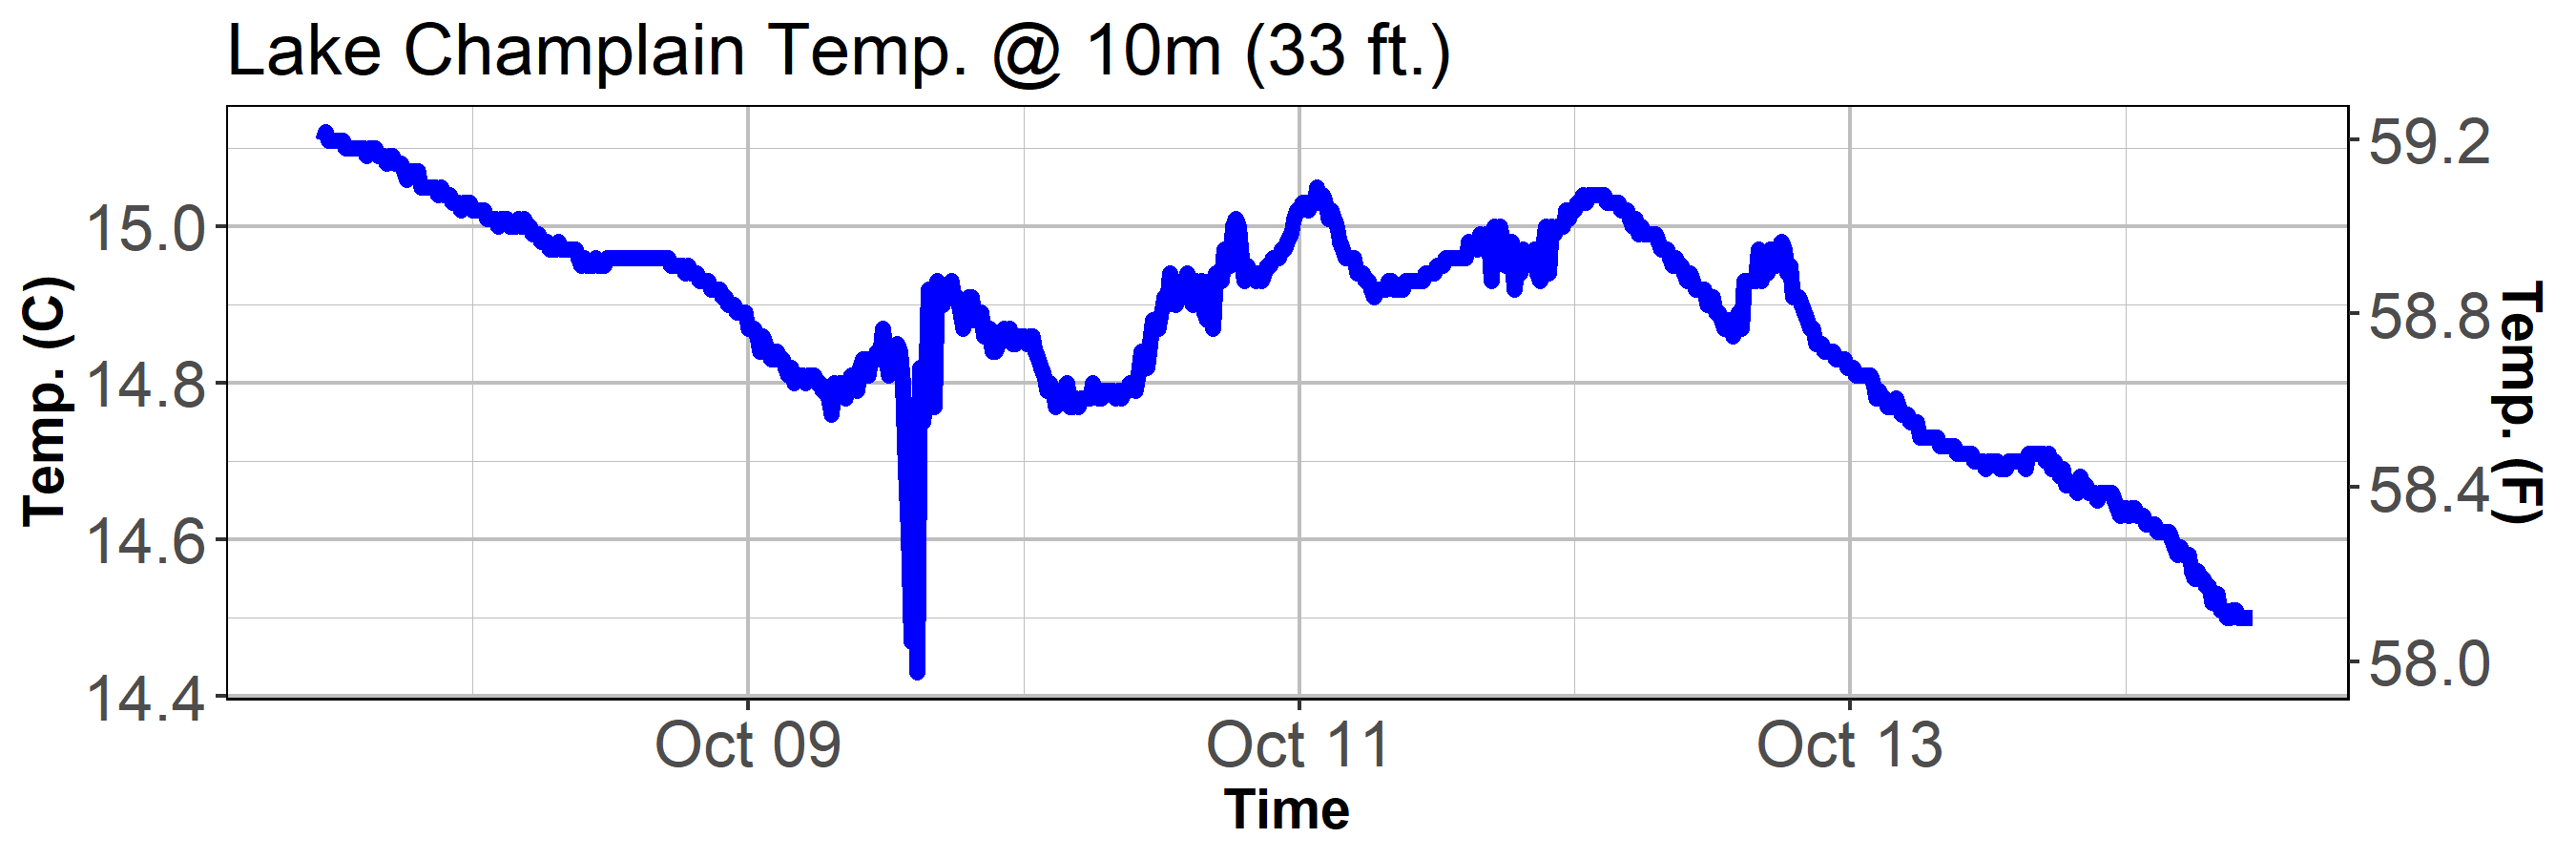 Lake Champlain Temp. @ 10m (33 ft.)
Temp. (C)
15.0
14.8
14.6
14.4
59.2
58.8
58.4
58.0
Temp. (F)
Oct 09 Oct 11 Oct 13
Time